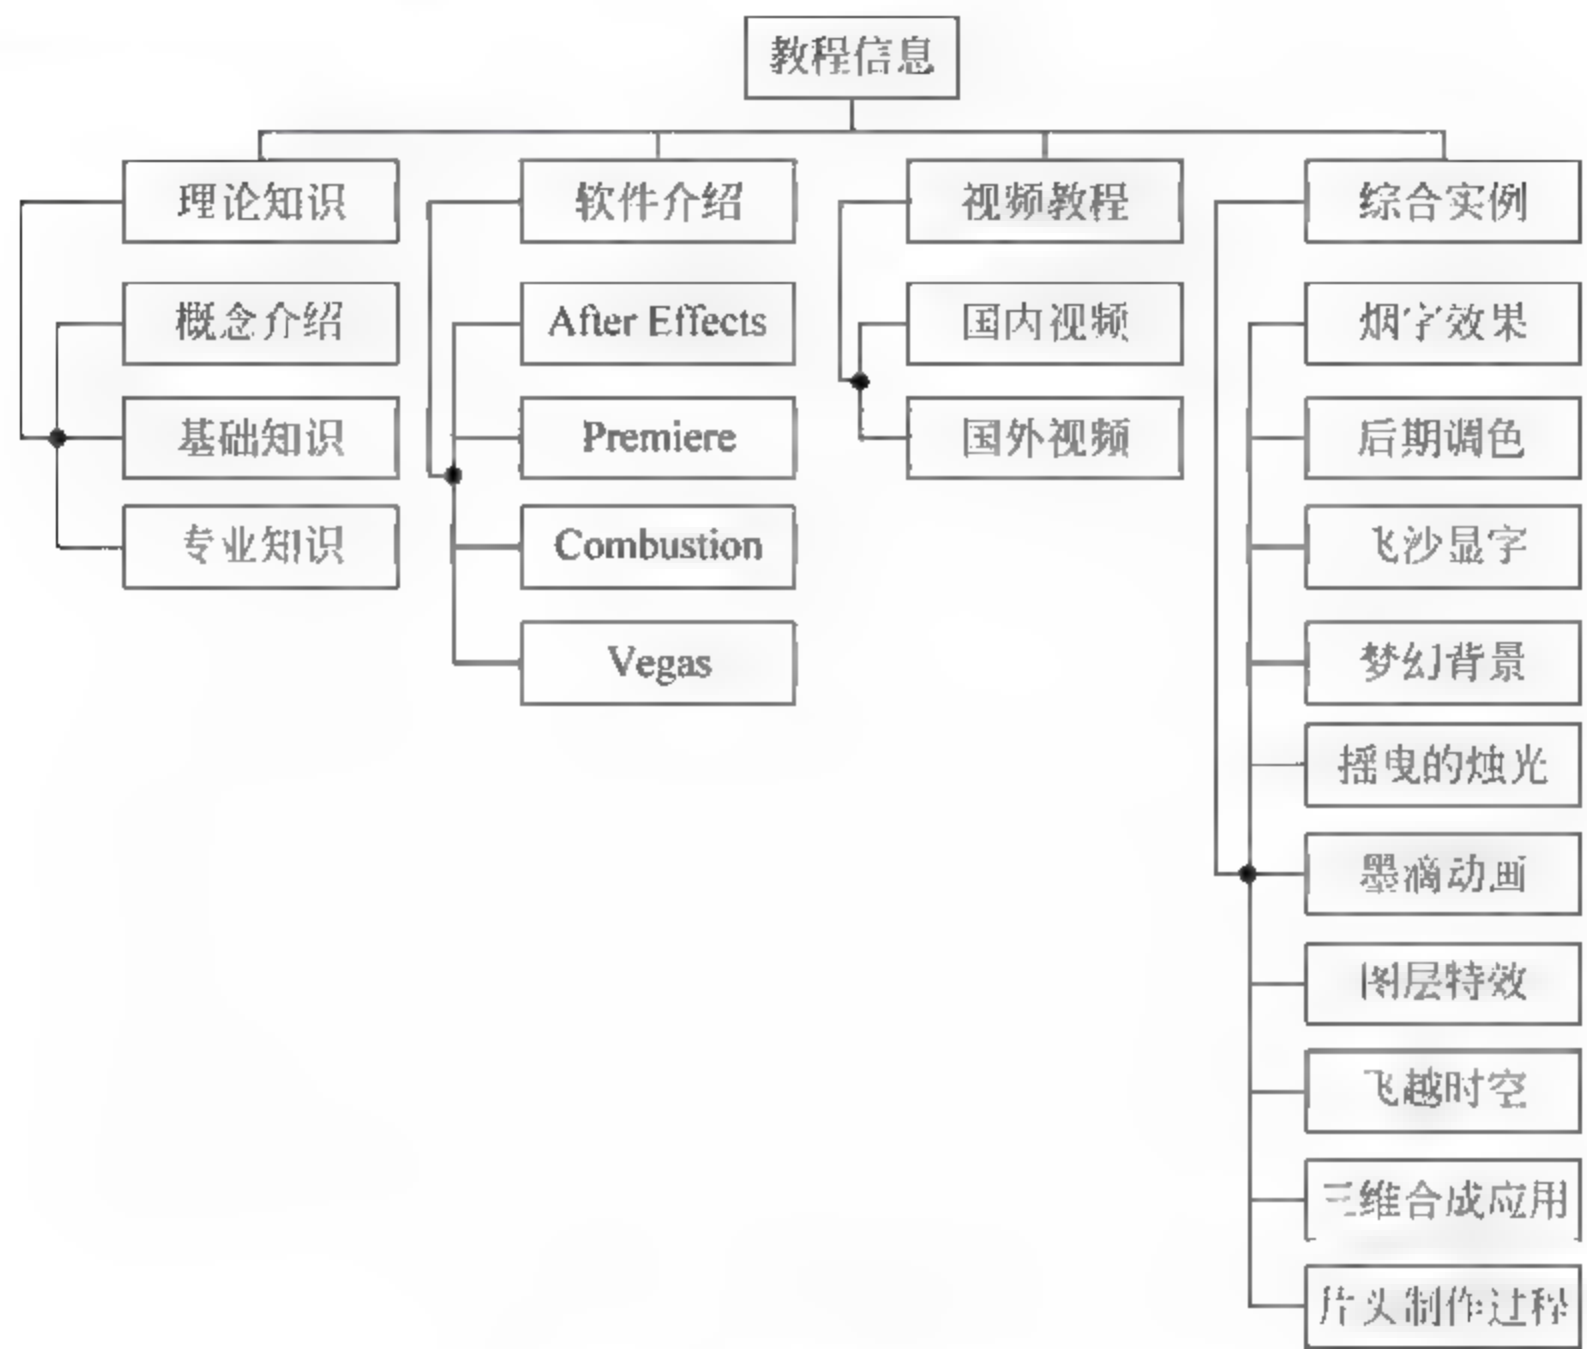 教程信息
理论知识
概念介绍
基础知识
专业知识
软件介绍
After Effects
Premiere
Combustion
Vegas
视频教程
国内视频
国外视频
综合实例
烟字效果
后期调色
飞沙显字
梦幻背景
摇曳的烛光
墨滴动画
图层特效
飞越时空
三维合成应用
片头制作过程